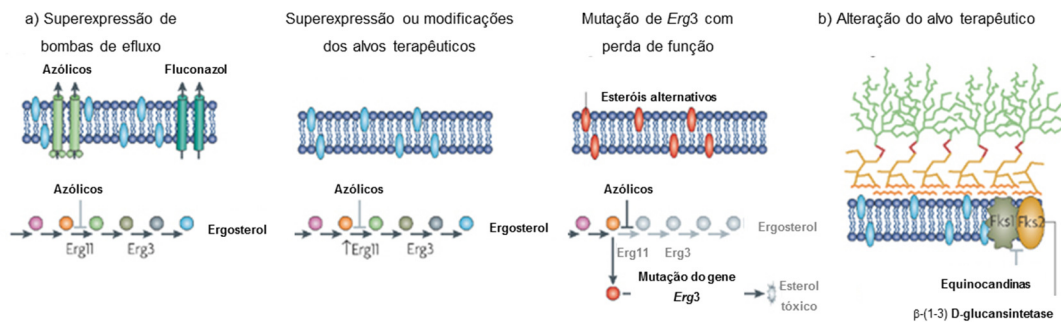 a) Superexpressão de
bombas de efluxo
Azólicos
Fluconazol
Azólicos
Erg11
Erg3
Ergosterol
Superexpressão ou modificações
dos alvos terapêuticos
Azólicos
↑Erg11
Erg3
Ergosterol
Mutação de Erg3 com
perda de função
Esteróis alternativos
Azólicos
Erg11
Erg3
Ergosterol
Mutação do gene
Erg3
Esterol
tóxico
b) Alteração do alvo terapêutico
Fks1
Fks2
Equinocandinas
β-(1-3) D-glucansintetase